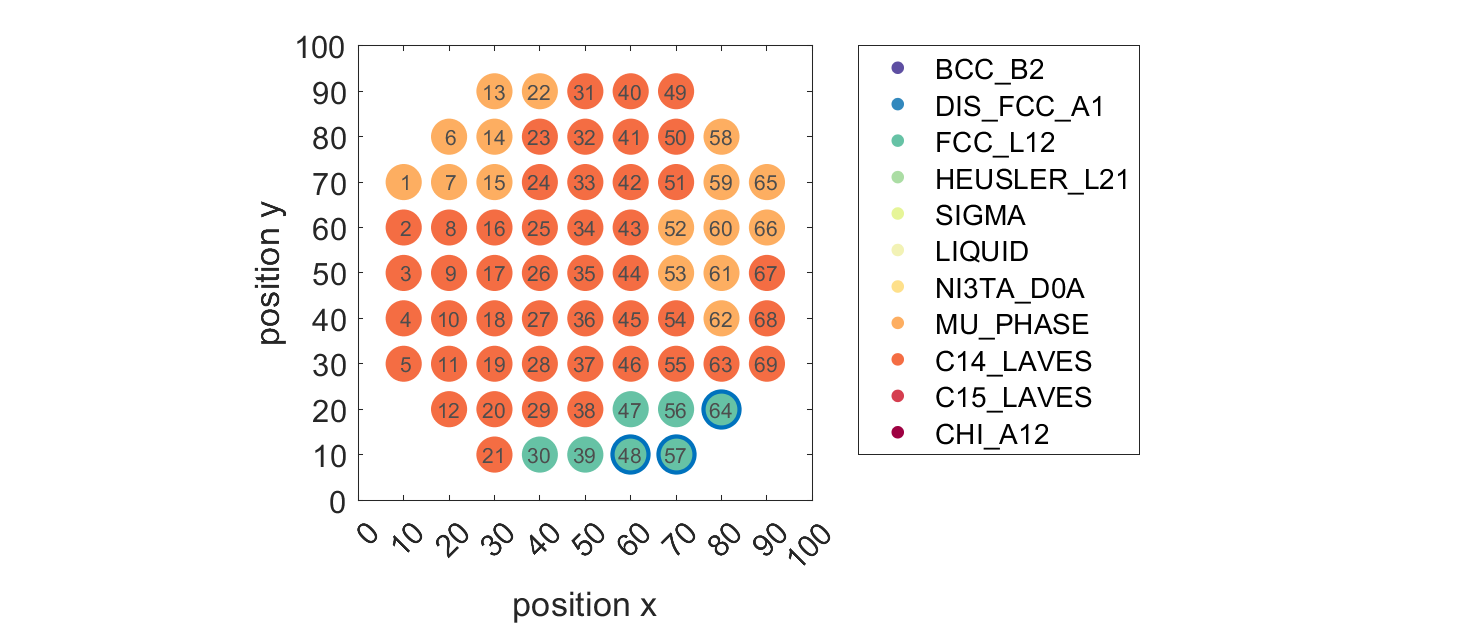 100
90
80
70
60
50
40
30
20
10
0
position y
13 22 31 40 49
6 14 23 32 41 50 58
1 7 15 24 33 42 51 59 65
2 8 16 25 34 43 52 60 66
3 9 17 26 35 44 53 61 67
4 10 18 27 36 45 54 62 68
5 11 19 28 37 46 55 63 69
12 20 29 38 47 56 64
21 30 39 48 57
0 10 20 30 40 50 60 70 80 90 100
position x
BCC_B2
DIS_FCC_A1
FCC_L12
HEUSLER_L21
SIGMA
LIQUID
NI3TA_D0A
MU_PHASE
C14_LAVES
C15_LAVES
CHI_A12